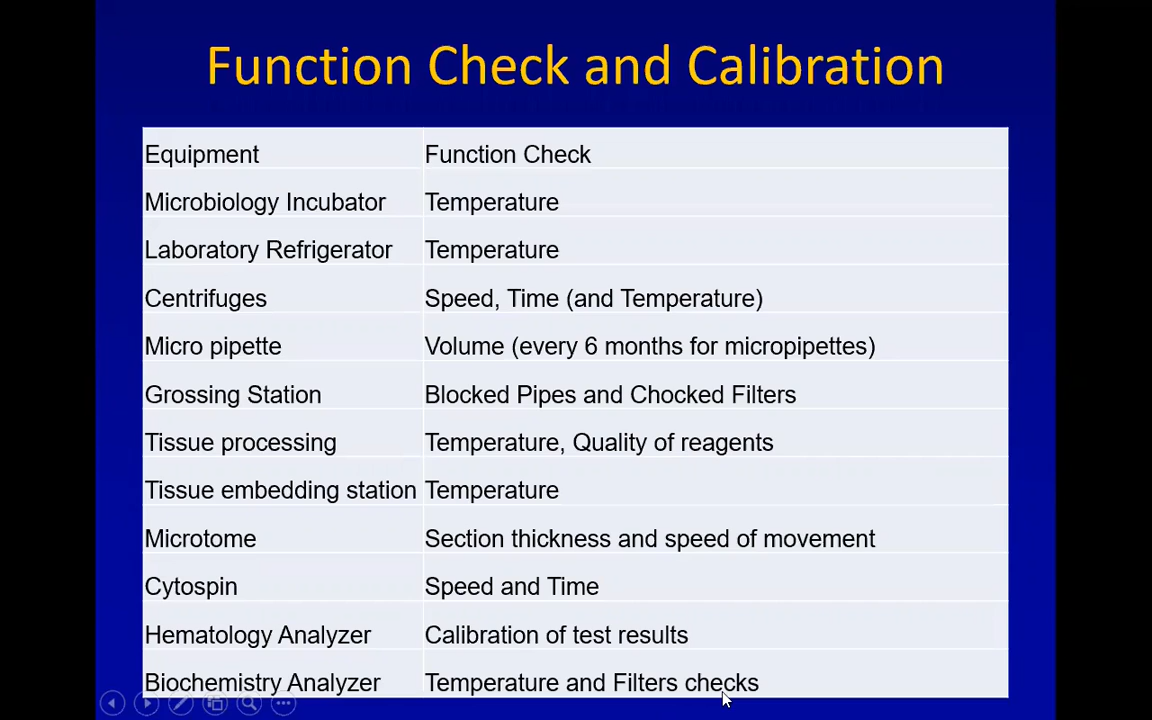 Function Check and Calibration
Equipment Function Check
Microbiology Incubator Temperature
Laboratory Refrigerator Temperature
Centrifuges Speed, Time (and Temperature)
Micro pipette Volume (every 6 months for micropipettes)
Grossing Station Blocked Pipes and Chocked Filters
Tissue processing Temperature, Quality of reagents
Tissue embedding station Temperature
Microtome Section thickness and speed of movement
Cytospin Speed and Time
Hematology Analyzer Calibration of test results
Biochemistry Analyzer Temperature and Filters checks